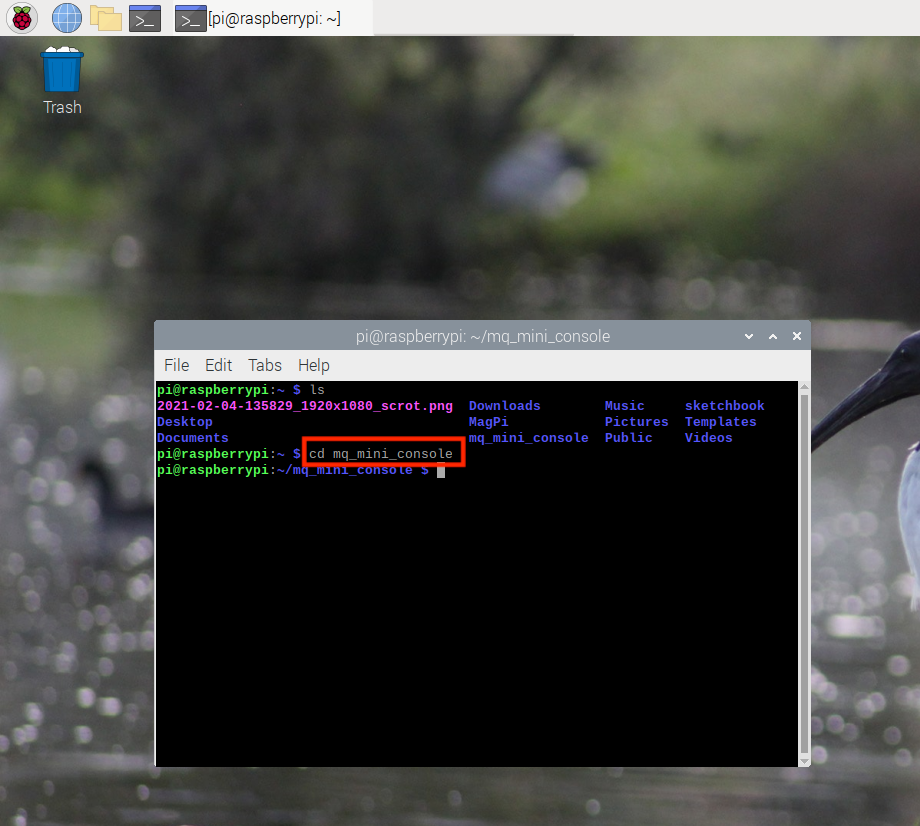 [pi@raspberrypi: ~]
Trash
pi@raspberrypi: ~/mq_mini_console
File Edit Tabs Help
pi@raspberrypi:~ $ ls
2021-02-04-135829_1920x1080_scrot.png Downloads Music sketchbook
Desktop MagPi Pictures Templates
Documents mq_mini_console Public Videos
pi@raspberrypi:~ $ cd mq_mini_console
pi@raspberrypi:~/mq_mini_console $